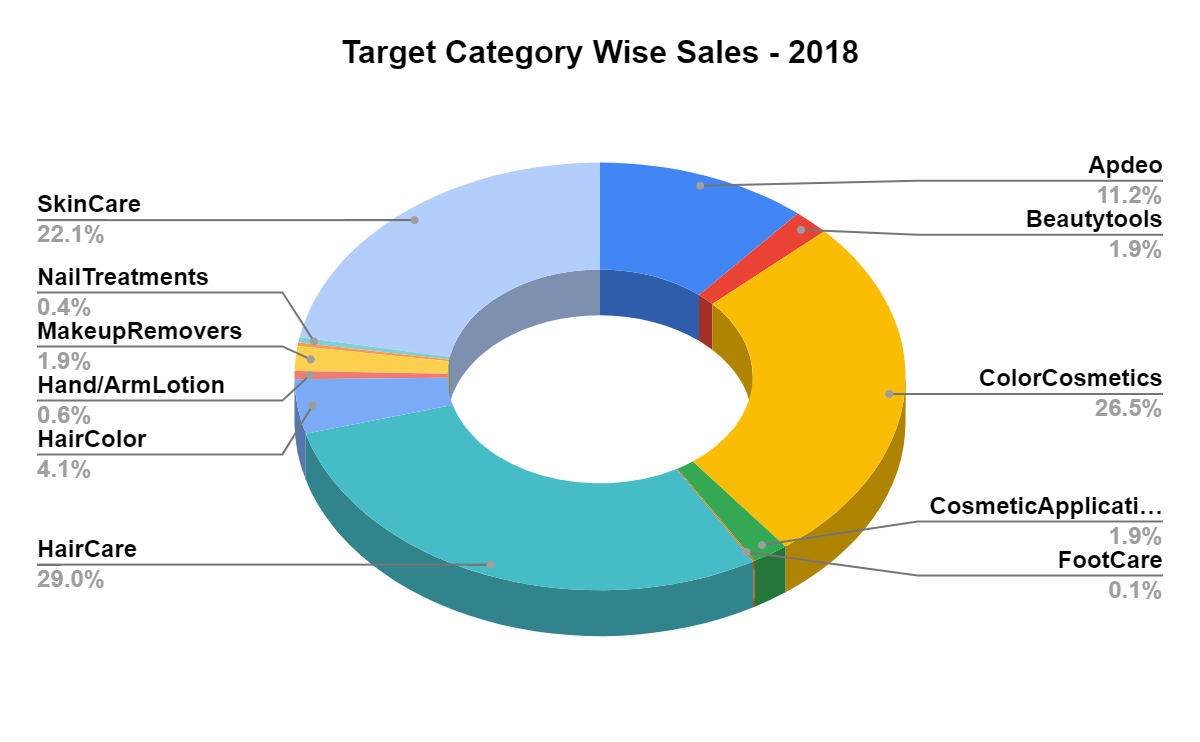 Target Category Wise Sales - 2018
SkinCare
22.1%
NailTreatments
0.4%
MakeupRemovers
1.9%
Hand/ArmLotion
0.6%
HairColor
4.1%
HairCare
29.0%
Apdeo
11.2%
Beautytools
1.9%
ColorCosmetics
26.5%
CosmeticApplicati…
1.9%
FootCare
0.1%